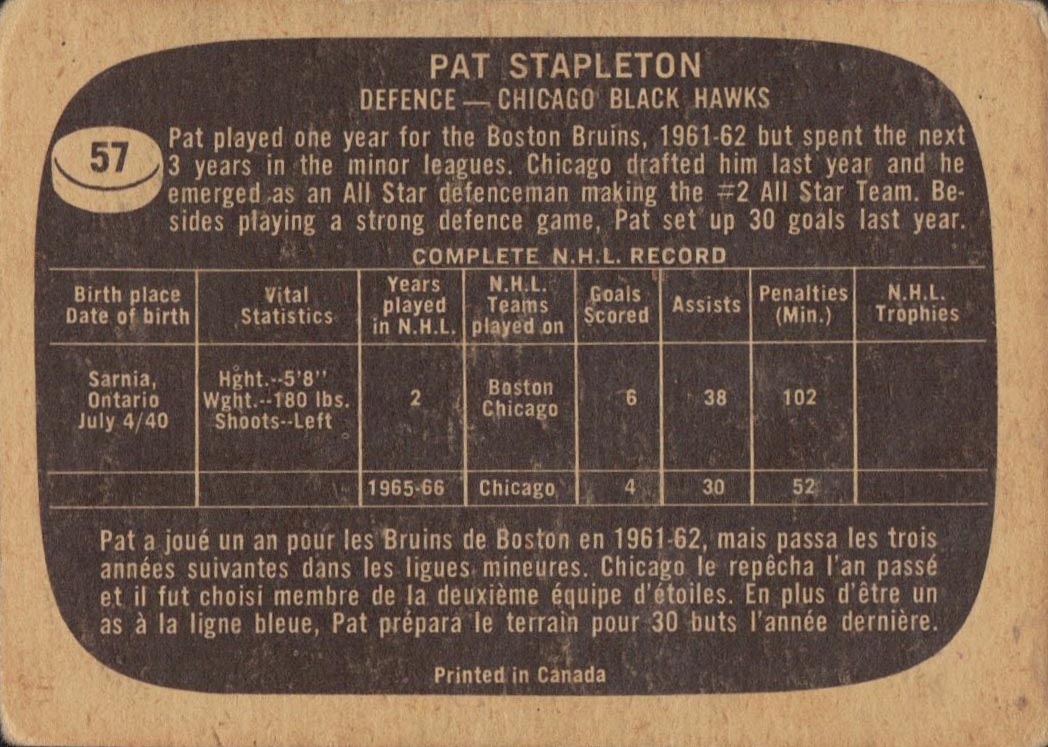 PAT STAPLETON
DEFENCE — CHICAGO BLACK HAWKS
57
Pat played one year for the Boston Bruins, 1961-62 but spent the next
3 years in the minor leagues. Chicago drafted him last year and he
emerged as an All Star defenceman making the #2 All Star Team. Be-
sides playing a strong defence game, Pat set up 30 goals last year.
COMPLETE N.H.L. RECORD
Birth place
Date of birth
Vital
Statistics
Years
played
in N.H.L.
N.H.L.
Teams
played on
Goals
Scored
Assists
Penalties
(Min.)
N.H.L.
Trophies
Sarnia,
Ontario
July 4/40
Hght.--5'8''
Wght.--180 lbs.
Shoots--Left
2
Boston
Chicago
6
38
102
1965-66
Chicago
4
30
52
Pat a joué un an pour les Bruins de Boston en 1961-62, mais passa les trois
années suivantes dans les ligues mineures. Chicago le repêcha l'an passé
et il fut choisi membre de la deuxième équipe d'étoiles. En plus d'être un
as à la ligne bleue, Pat prépara le terrain pour 30 buts l'année dernière.
Printed in Canada